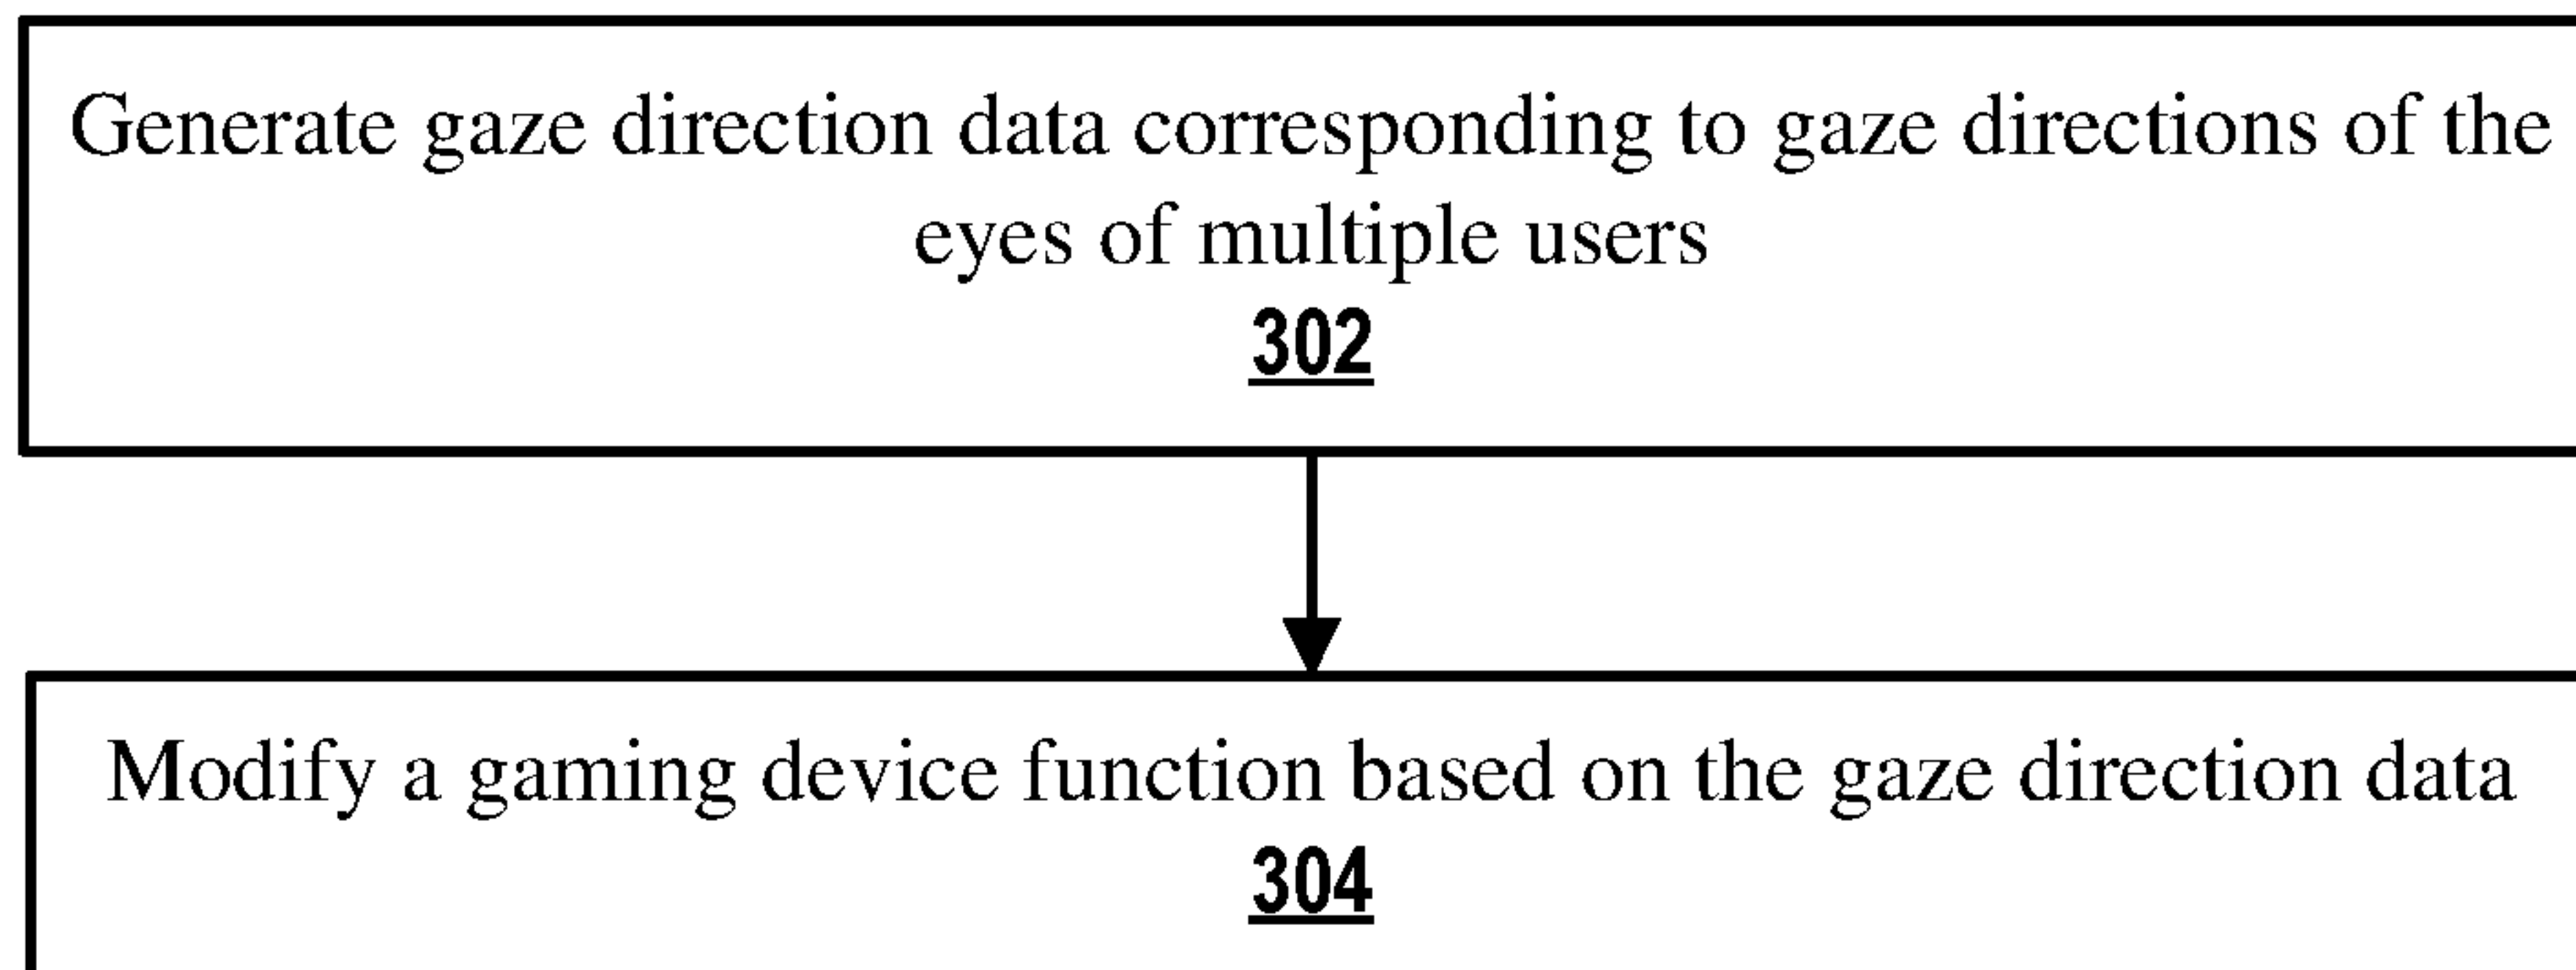 Generate gaze direction data corresponding to gaze directions of the
eyes of multiple users
302
Modify a gaming device function based on the gaze direction data
304